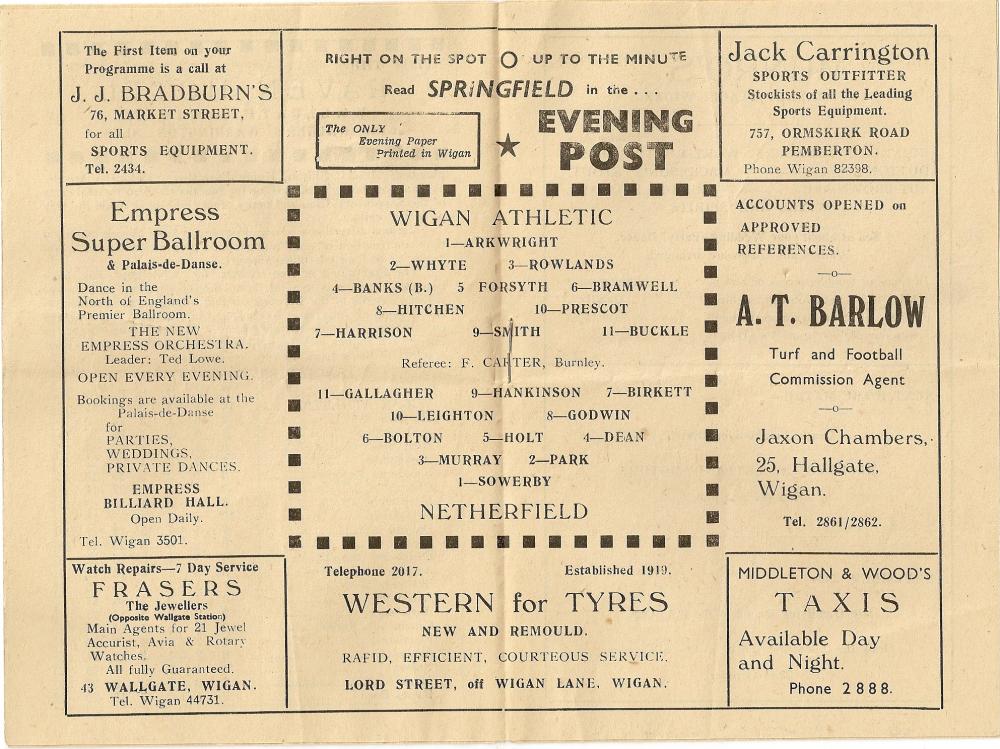 The First Item on your
Programme is a call at
J. J. BRADBURN'S
76, MARKET STREET,
for all
SPORTS EQUIPMENT.
Tel. 2434.
RIGHT ON THE SPOT O UP TO THE MINUTE
Read SPRINGFIELD in the ...
The ONLY
Evening Paper
Printed in Wigan
★
EVENING
POST
Jack Carrington
SPORTS OUTFITTER
Stockists of all the Leading
Sports Equipment.
757, ORMSKIRK ROAD
PEMBERTON.
Phone Wigan 82398.
Empress
Super Ballroom
& Palais-de-Danse.
Dance in the
North of England's
Premier Ballroom.
THE NEW
EMPRESS ORCHESTRA.
Leader: Ted Lowe.
OPEN EVERY EVENING.
Bookings are available at the
Palais-de-Danse
for
PARTIES,
WEDDINGS,
PRIVATE DANCES.
EMPRESS
BILLIARD HALL.
Open Daily.
Tel. Wigan 3501.
WIGAN ATHLETIC
1—ARKWRIGHT
2—WHYTE 3—ROWLANDS
4—BANKS (B.) 5 FORSYTH 6—BRAMWELL
8—HITCHEN 10—PRESCOT
7—HARRISON 9—SMITH 11—BUCKLE
Referee: F. CARTER, Burnley.
11—GALLAGHER 9—HANKINSON 7—BIRKETT
10—LEIGHTON 8—GODWIN
6—BOLTON 5—HOLT 4—DEAN
3—MURRAY 2—PARK
1—SOWERBY
NETHERFIELD
ACCOUNTS OPENED on
APPROVED
REFERENCES.
—o—
A. T. BARLOW
Turf and Football
Commission Agent
—o—
Jaxon Chambers,
25, Hallgate,
Wigan.
Tel. 2861/2862.
Watch Repairs—7 Day Service
FRASERS
The Jewellers
(Opposite Wallgate Station)
Main Agents for 21 Jewel
Accurist, Avia & Rotary
Watches.
All fully Guaranteed.
43 WALLGATE, WIGAN.
Tel. Wigan 44731.
Telephone 2017. Established 1919.
WESTERN for TYRES
NEW AND REMOULD.
RAPID, EFFICIENT, COURTEOUS SERVICE.
LORD STREET, off WIGAN LANE, WIGAN.
MIDDLETON & WOOD'S
TAXIS
Available Day
and Night.
Phone 2888.